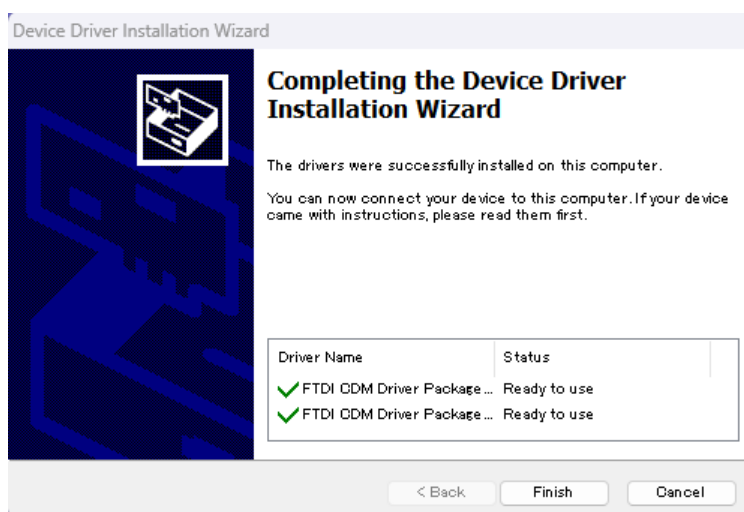 Device Driver Installation Wizard
Completing the Device Driver
Installation Wizard
The drivers were successfully installed on this computer.
You can now connect your device to this computer. If your device
came with instructions, please read them first.
Driver Name Status
FTDI CDM Driver Package... Ready to use
FTDI CDM Driver Package... Ready to use
< Back Finish Cancel